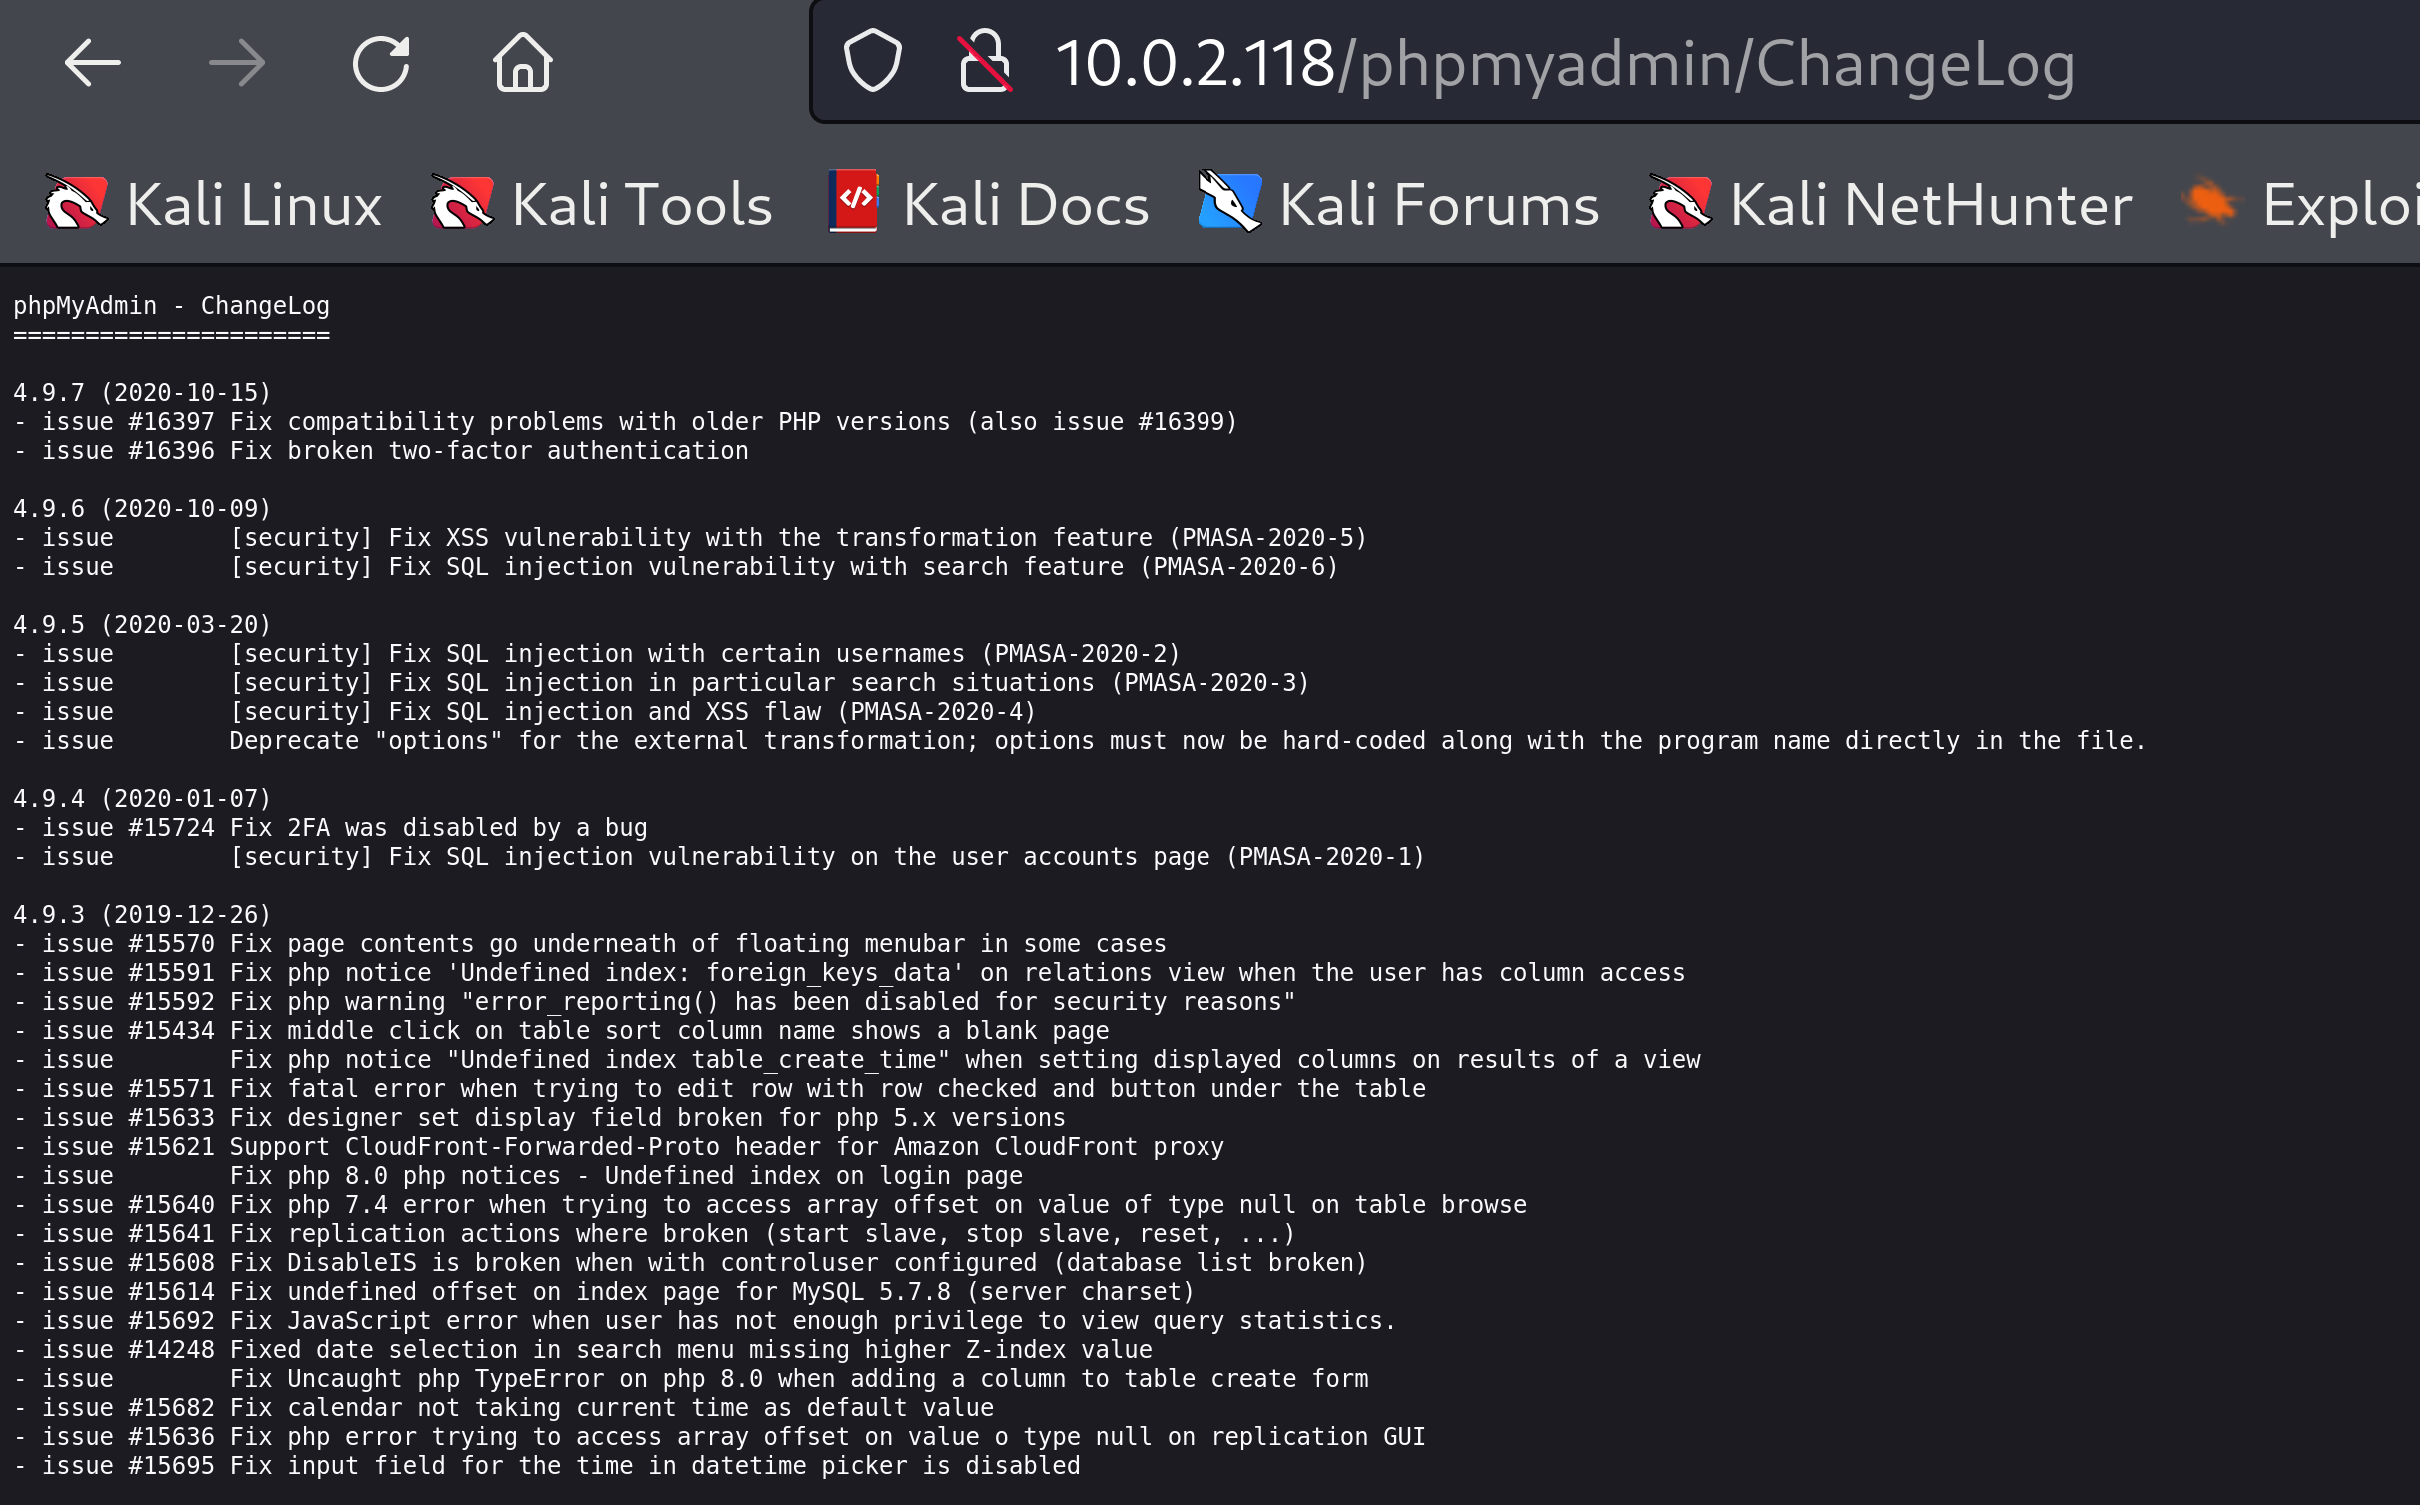 10.0.2.118/phpmyadmin/ChangeLog
Kali Linux Kali Tools Kali Docs Kali Forums Kali NetHunter Exploi
phpMyAdmin - ChangeLog
======================
4.9.7 (2020-10-15)
- issue #16397 Fix compatibility problems with older PHP versions (also issue #16399)
- issue #16396 Fix broken two-factor authentication
4.9.6 (2020-10-09)
- issue        [security] Fix XSS vulnerability with the transformation feature (PMASA-2020-5)
- issue        [security] Fix SQL injection vulnerability with search feature (PMASA-2020-6)
4.9.5 (2020-03-20)
- issue        [security] Fix SQL injection with certain usernames (PMASA-2020-2)
- issue        [security] Fix SQL injection in particular search situations (PMASA-2020-3)
- issue        [security] Fix SQL injection and XSS flaw (PMASA-2020-4)
- issue        Deprecate "options" for the external transformation; options must now be hard-coded along with the program name directly in the file.
4.9.4 (2020-01-07)
- issue #15724 Fix 2FA was disabled by a bug
- issue        [security] Fix SQL injection vulnerability on the user accounts page (PMASA-2020-1)
4.9.3 (2019-12-26)
- issue #15570 Fix page contents go underneath of floating menubar in some cases
- issue #15591 Fix php notice 'Undefined index: foreign_keys_data' on relations view when the user has column access
- issue #15592 Fix php warning "error_reporting() has been disabled for security reasons"
- issue #15434 Fix middle click on table sort column name shows a blank page
- issue        Fix php notice "Undefined index table_create_time" when setting displayed columns on results of a view
- issue #15571 Fix fatal error when trying to edit row with row checked and button under the table
- issue #15633 Fix designer set display field broken for php 5.x versions
- issue #15621 Support CloudFront-Forwarded-Proto header for Amazon CloudFront proxy
- issue        Fix php 8.0 php notices - Undefined index on login page
- issue #15640 Fix php 7.4 error when trying to access array offset on value of type null on table browse
- issue #15641 Fix replication actions where broken (start slave, stop slave, reset, ...)
- issue #15608 Fix DisableIS is broken when with controluser configured (database list broken)
- issue #15614 Fix undefined offset on index page for MySQL 5.7.8 (server charset)
- issue #15692 Fix JavaScript error when user has not enough privilege to view query statistics.
- issue #14248 Fixed date selection in search menu missing higher Z-index value
- issue        Fix Uncaught php TypeError on php 8.0 when adding a column to table create form
- issue #15682 Fix calendar not taking current time as default value
- issue #15636 Fix php error trying to access array offset on value o type null on replication GUI
- issue #15695 Fix input field for the time in datetime picker is disabled